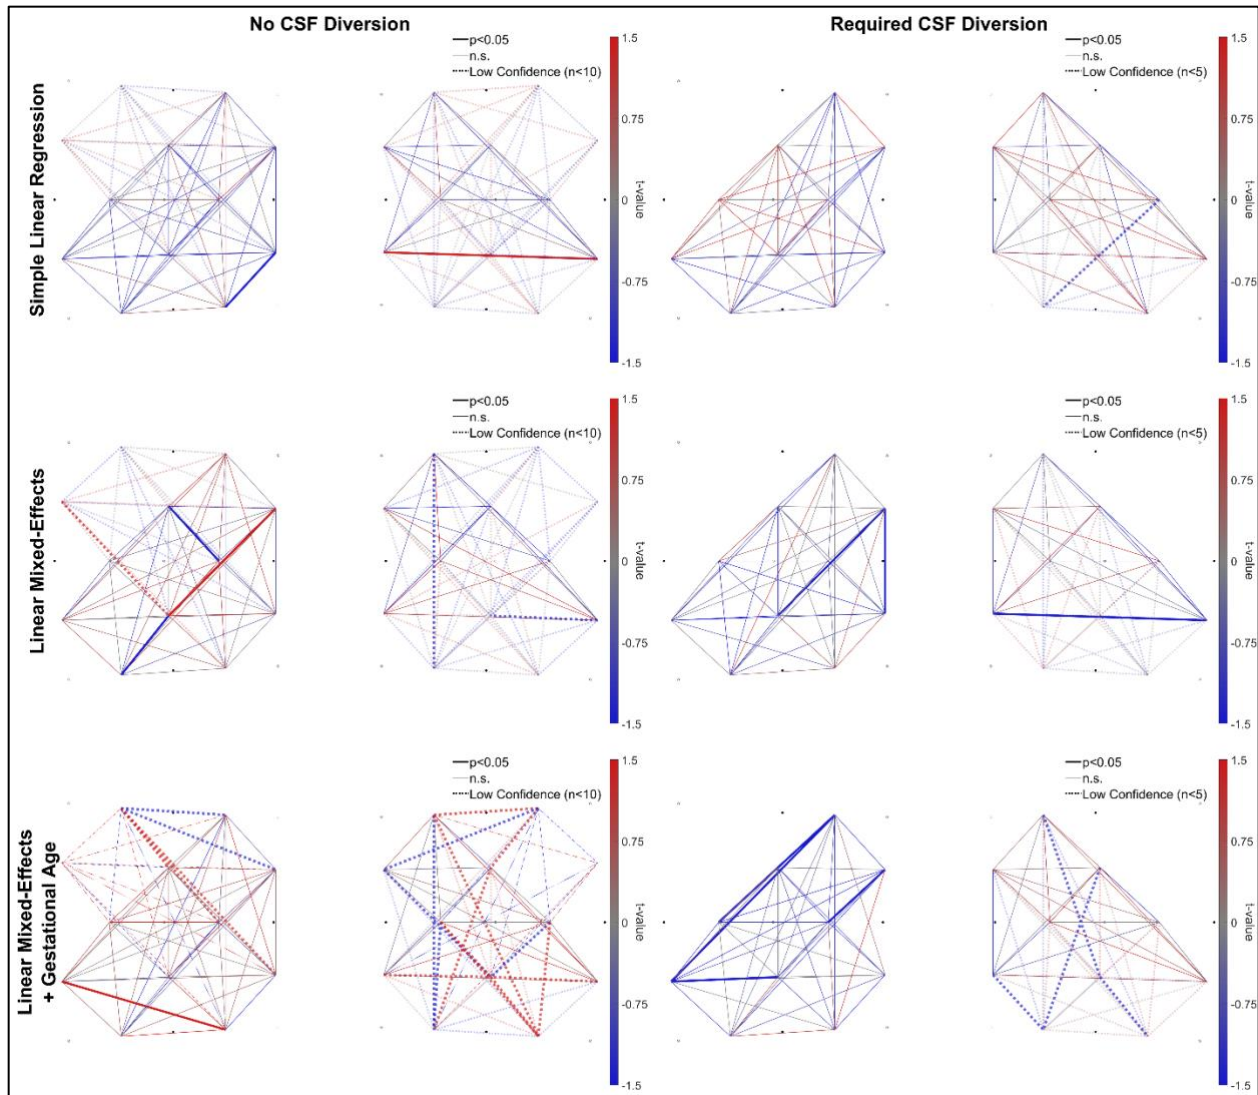 No CSF Diversion
Required CSF Diversion
Simple Linear Regression
p<0.05
n.s.
Low Confidence (n<10)
1.5
0.75
0
-0.75
-1.5
t-value
p<0.05
n.s.
Low Confidence (n<5)
1.5
0.75
0
-0.75
-1.5
t-value
Linear Mixed-Effects
p<0.05
n.s.
Low Confidence (n<10)
1.5
0.75
0
-0.75
-1.5
t-value
p<0.05
n.s.
Low Confidence (n<5)
1.5
0.75
0
-0.75
-1.5
t-value
Linear Mixed-Effects
+ Gestational Age
p<0.05
n.s.
Low Confidence (n<10)
1.5
0.75
0
-0.75
-1.5
t-value
p<0.05
n.s.
Low Confidence (n<5)
1.5
0.75
0
-0.75
-1.5
t-value